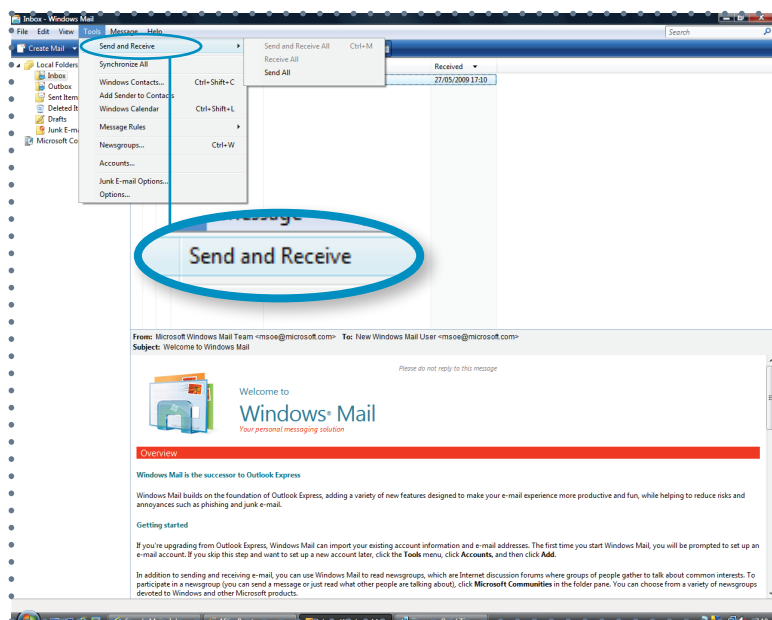 Inbox - Windows Mail
File Edit View Tools Message Help
Search
Create Mail
Send and Receive
Send and Receive All Ctrl+M
Receive All
Send All
Synchronize All
Windows Contacts... Ctrl+Shift+C
Add Sender to Contacts
Windows Calendar Ctrl+Shift+L
Message Rules
Newsgroups... Ctrl+W
Accounts...
Junk E-mail Options...
Options...
Local Folders
Inbox
Outbox
Sent Item
Deleted It
Drafts
Junk E-ma
Microsoft Co
Received
27/05/2009 17:10
Message
Send and Receive
From: Microsoft Windows Mail Team <msoe@microsoft.com> To: New Windows Mail User <msoe@microsoft.com>
Subject: Welcome to Windows Mail
Please do not reply to this message
Welcome to
Windows® Mail
Your personal messaging solution
Overview
Windows Mail is the successor to Outlook Express
Windows Mail builds on the foundation of Outlook Express, adding a variety of new features designed to make your e-mail experience more productive and fun, while helping to reduce risks and
annoyances such as phishing and junk e-mail.
Getting started
If you're upgrading from Outlook Express, Windows Mail can import your existing account information and e-mail addresses. The first time you start Windows Mail, you will be prompted to set up an
e-mail account. If you skip this step and want to set up a new account later, click the Tools menu, click Accounts, and then click Add.
In addition to sending and receiving e-mail, you can use Windows Mail to read newsgroups, which are Internet discussion forums where groups of people gather to talk about common interests. To
participate in a newsgroup (you can send a message or just read what other people are talking about), click Microsoft Communities in the folder pane. You can choose from a variety of newsgroups
devoted to Windows and other Microsoft products.